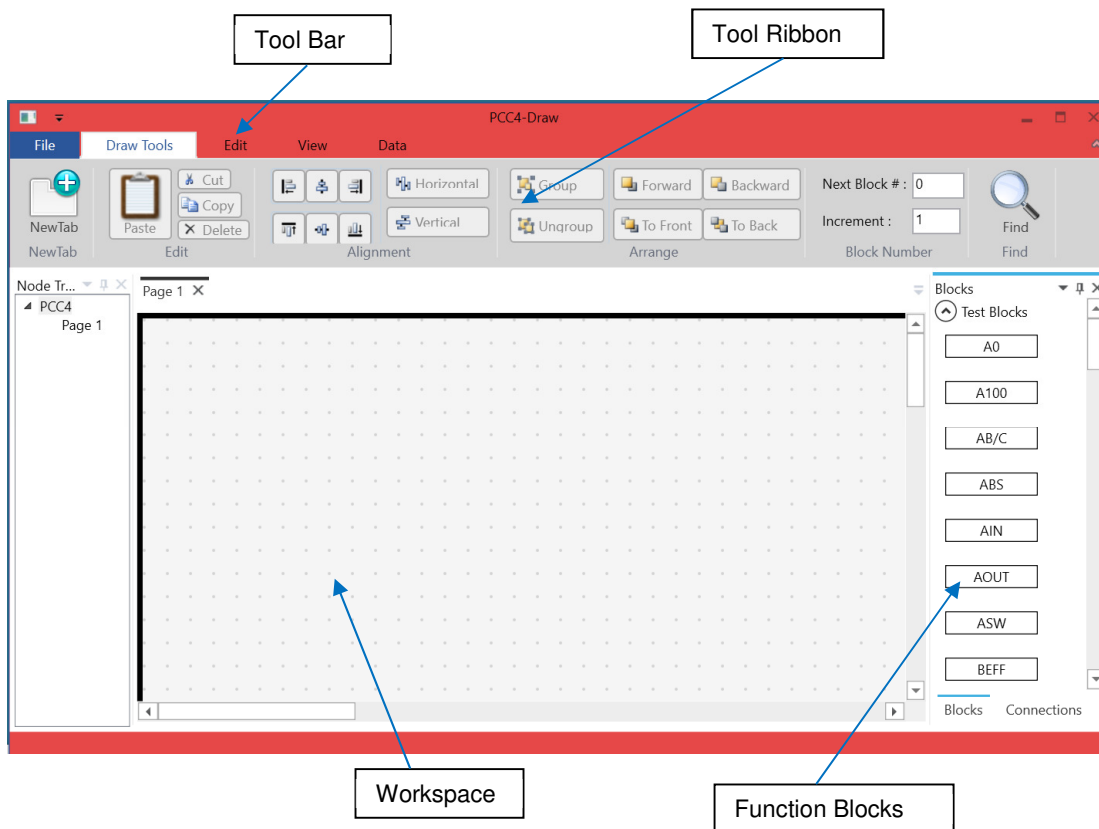 Tool Bar
Tool Ribbon
PCC4-Draw
File Draw Tools Edit View Data
NewTab
NewTab
Paste
Cut
Copy
Delete
Edit
Horizontal
Vertical
Alignment
Group
Ungroup
Forward
Backward
To Front
To Back
Arrange
Next Block # : 0
Increment : 1
Block Number
Find
Find
Node Tr...
PCC4
Page 1
Page 1
Blocks
Test Blocks
A0
A100
AB/C
ABS
AIN
AOUT
ASW
BEFF
Blocks Connections
Workspace
Function Blocks